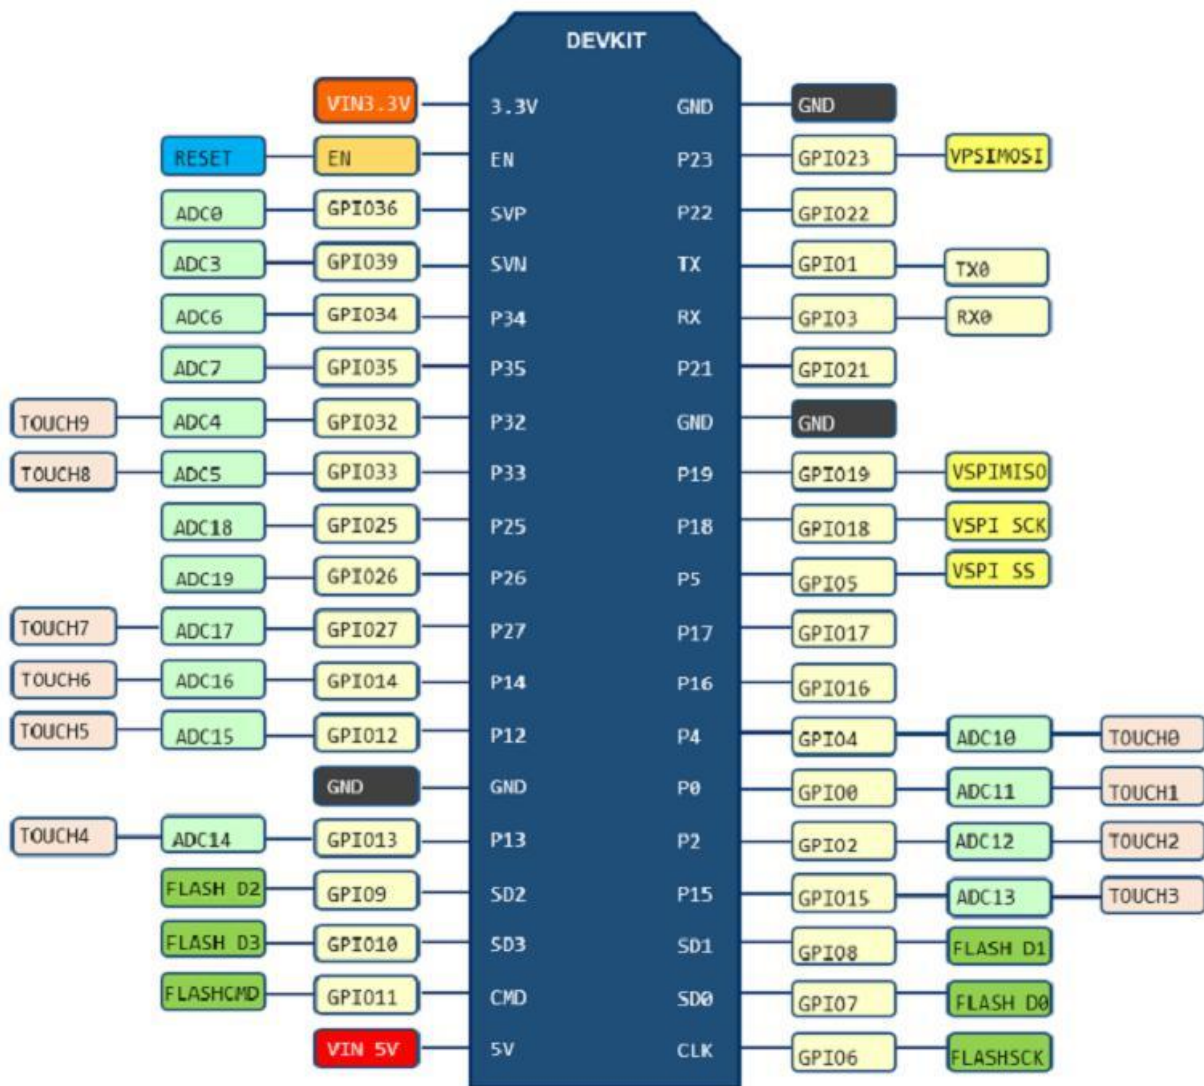 DEVKIT
VIN3.3V 3.3V GND GND
RESET EN EN P23 GPIO23 VPSIMOSI
ADC0 GPIO36 SVP P22 GPIO22
ADC3 GPIO39 SVN TX GPIO1 TX0
ADC6 GPIO34 P34 RX GPIO3 RX0
ADC7 GPIO35 P35 P21 GPIO21
TOUCH9 ADC4 GPIO32 P32 GND GND
TOUCH8 ADC5 GPIO33 P33 P19 GPIO19 VSPIMISO
ADC18 GPIO25 P25 P18 GPIO18 VSPI SCK
ADC19 GPIO26 P26 P5 GPIO5 VSPI SS
TOUCH7 ADC17 GPIO27 P27 P17 GPIO17
TOUCH6 ADC16 GPIO14 P14 P16 GPIO16
TOUCH5 ADC15 GPIO12 P12 P4 GPIO4 ADC10 TOUCH0
GND GND P0 GPIO0 ADC11 TOUCH1
TOUCH4 ADC14 GPIO13 P13 P2 GPIO2 ADC12 TOUCH2
FLASH D2 GPIO9 SD2 P15 GPIO15 ADC13 TOUCH3
FLASH D3 GPIO10 SD3 SD1 GPIO8 FLASH D1
FLASHCMD GPIO11 CMD SD0 GPIO7 FLASH D0
VIN 5V 5V CLK GPIO6 FLASHSCK